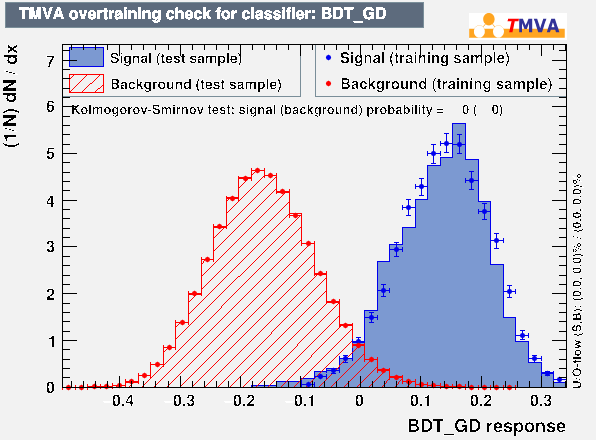 TMVA overtraining check for classifier: BDT_GD
TMVA
(1/N) dN / dx
Signal (test sample)
Background (test sample)
Signal (training sample)
Background (training sample)
Kolmogorov-Smirnov test: signal (background) probability = 0 ( 0)
7
6
5
4
3
2
1
0
-0.4 -0.3 -0.2 -0.1 0 0.1 0.2 0.3
BDT_GD response
U/O-flow (S,B): (0.0, 0.0)% / (0.0, 0.0)%